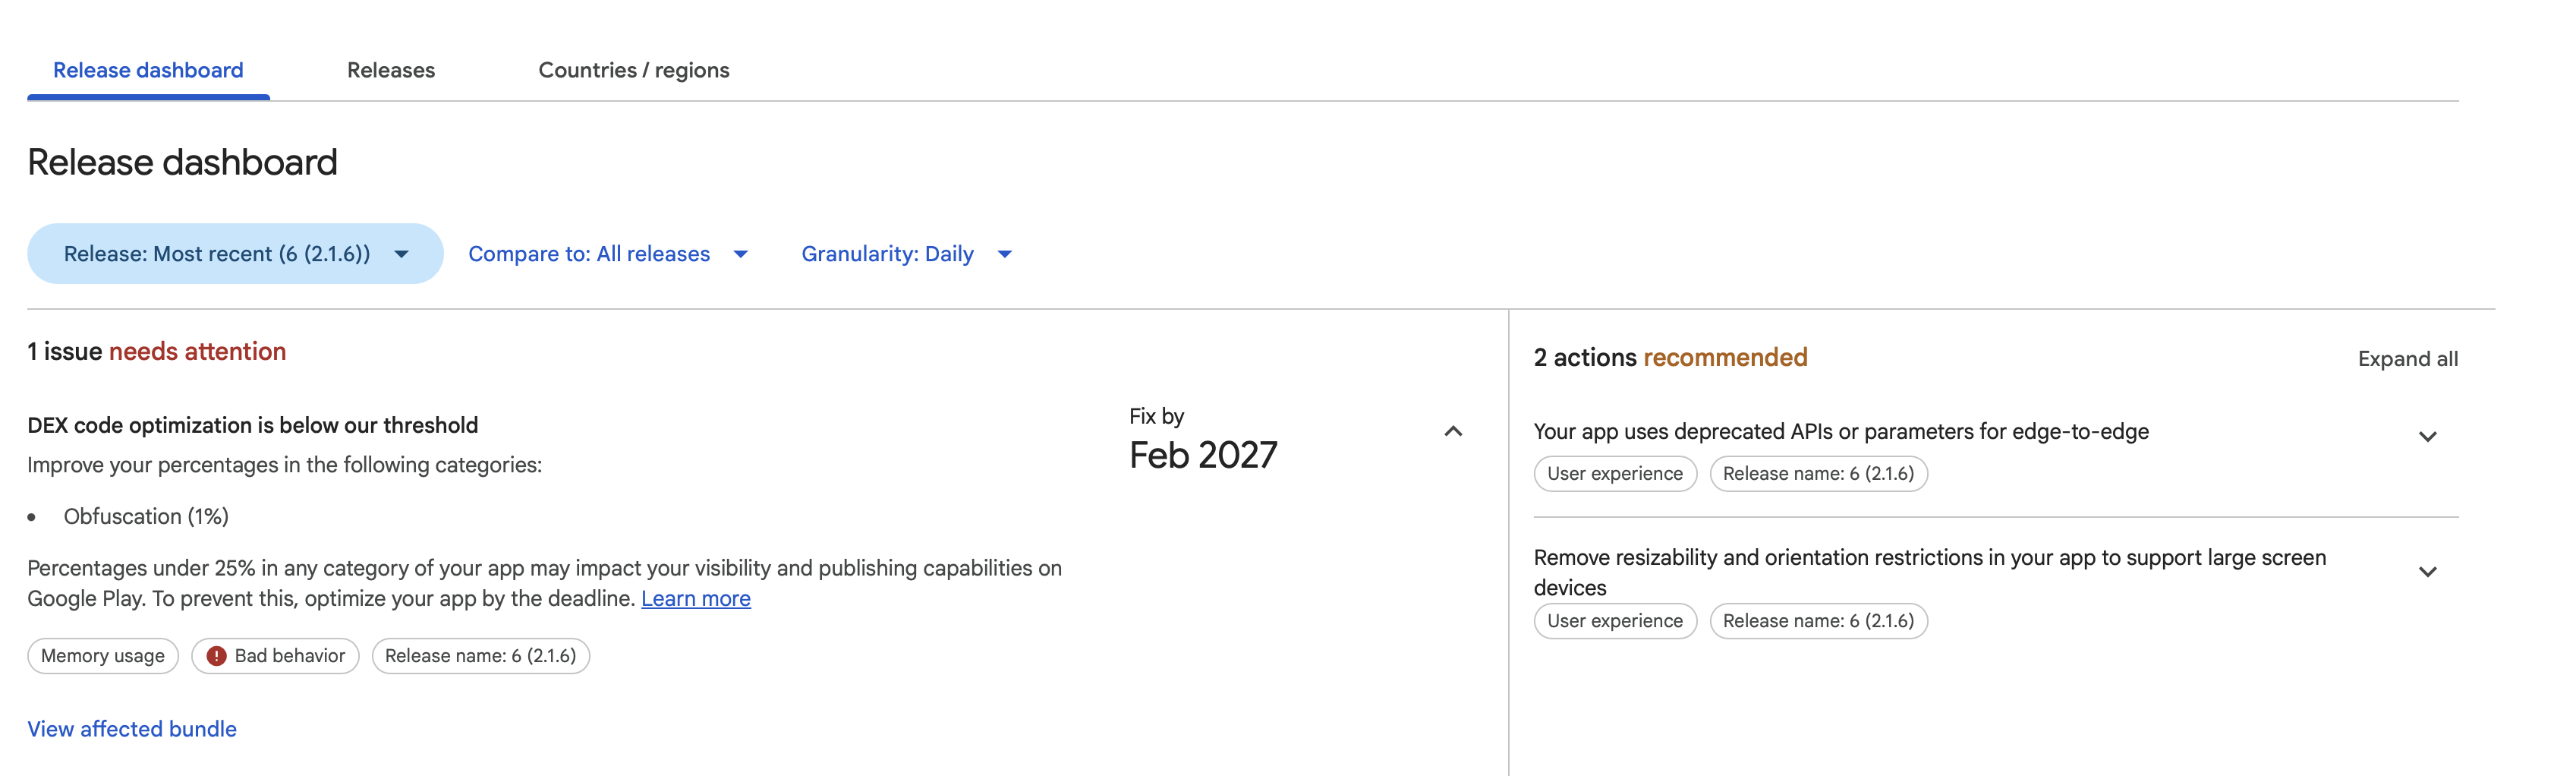 Release dashboard
Releases
Countries / regions
Release dashboard
Release: Most recent (6 (2.1.6))
Compare to: All releases
Granularity: Daily
1 issue needs attention
DEX code optimization is below our threshold
Improve your percentages in the following categories:
• Obfuscation (1%)
Percentages under 25% in any category of your app may impact your visibility and publishing capabilities on
Google Play. To prevent this, optimize your app by the deadline. Learn more
Memory usage
Bad behavior
Release name: 6 (2.1.6)
View affected bundle
Fix by
Feb 2027
2 actions recommended
Expand all
Your app uses deprecated APIs or parameters for edge-to-edge
User experience
Release name: 6 (2.1.6)
Remove resizability and orientation restrictions in your app to support large screen
devices
User experience
Release name: 6 (2.1.6)